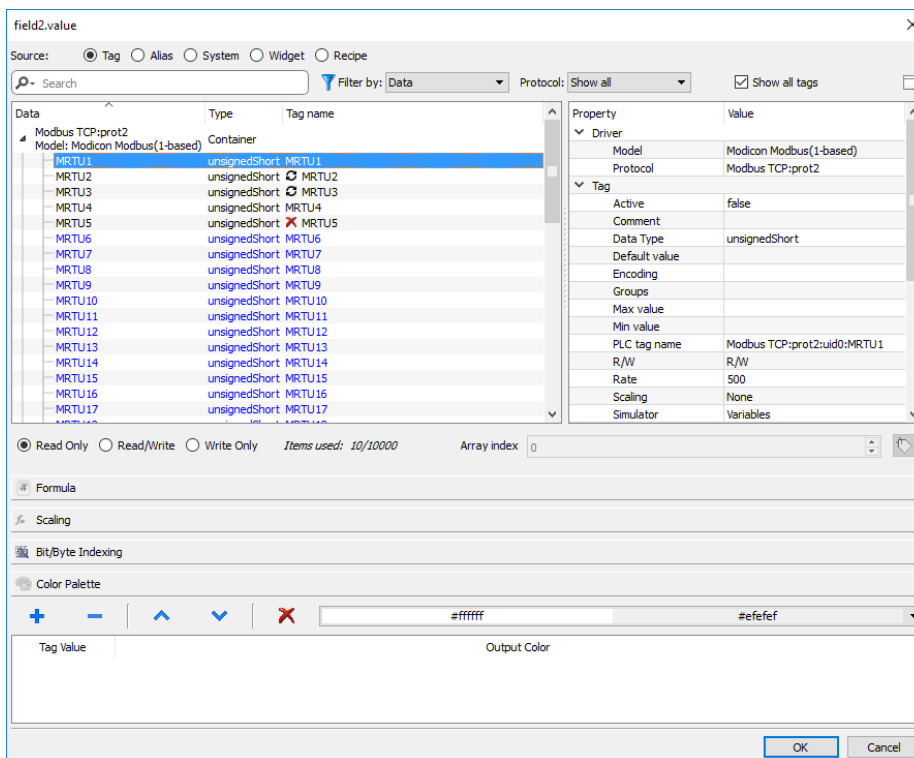 field2.value
Source: Tag Alias System Widget Recipe
Search Filter by: Data Protocol: Show all Show all tags
Data Type Tag name
Modbus TCP:prot2
Model: Modicon Modbus(1-based) Container
MRTU1 unsignedShort MRTU1
MRTU2 unsignedShort MRTU2
MRTU3 unsignedShort MRTU3
MRTU4 unsignedShort MRTU4
MRTU5 unsignedShort MRTU5
MRTU6 unsignedShort MRTU6
MRTU7 unsignedShort MRTU7
MRTU8 unsignedShort MRTU8
MRTU9 unsignedShort MRTU9
MRTU10 unsignedShort MRTU10
MRTU11 unsignedShort MRTU11
MRTU12 unsignedShort MRTU12
MRTU13 unsignedShort MRTU13
MRTU14 unsignedShort MRTU14
MRTU15 unsignedShort MRTU15
MRTU16 unsignedShort MRTU16
MRTU17 unsignedShort MRTU17
Property Value
Driver
Model Modicon Modbus(1-based)
Protocol Modbus TCP:prot2
Tag
Active false
Comment
Data Type unsignedShort
Default value
Encoding
Groups
Max value
Min value
PLC tag name Modbus TCP:prot2:uid0:MRTU1
R/W R/W
Rate 500
Scaling None
Simulator Variables
Read Only Read/Write Write Only Items used: 10/10000 Array index 0
Formula
Scaling
Bit/Byte Indexing
Color Palette
#ffffff #efefef
Tag Value Output Color
OK Cancel